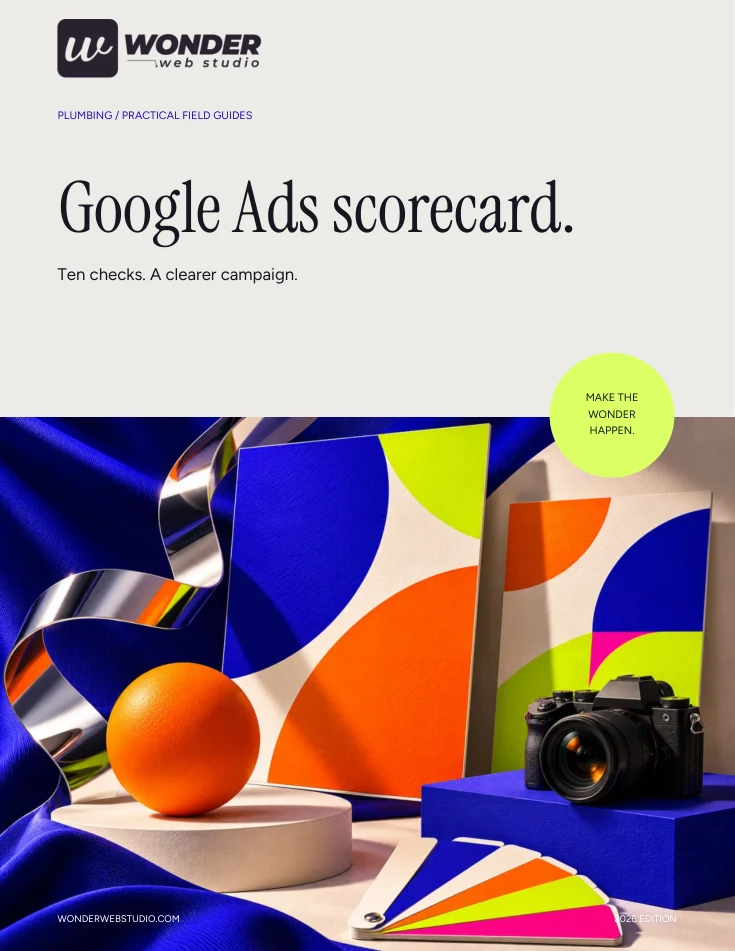 W WONDER
web studio
PLUMBING / PRACTICAL FIELD GUIDES
Google Ads scorecard.
Ten checks. A clearer campaign.
MAKE THE
WONDER
HAPPEN.
WONDERWEBSTUDIO.COM
2026 EDITION